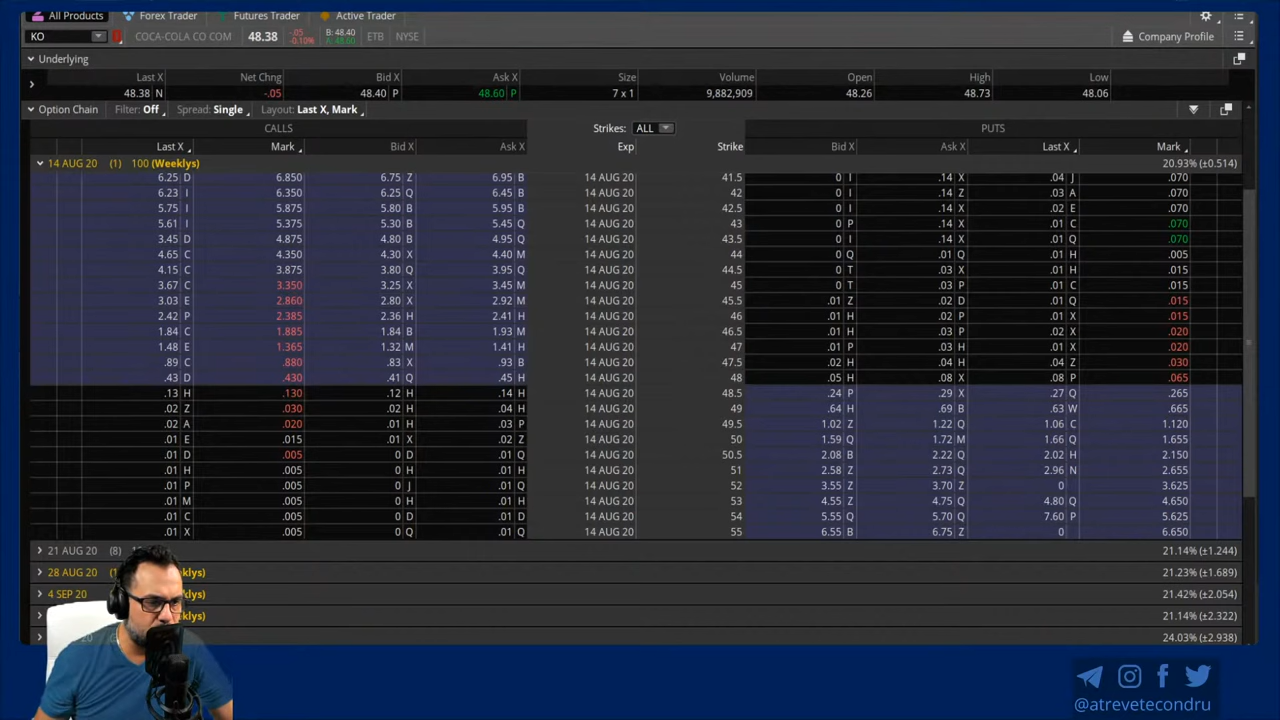 All Products Forex Trader Futures Trader Active Trader
KO COCA-COLA CO COM 48.38 -.05 -0.10% B: 48.40 A: 48.60 ETB NYSE Company Profile
Underlying
Last X Net Chng Bid X Ask X Size Volume Open High Low
48.38 N -.05 48.40 P 48.60 P 7 x 1 9,882,909 48.26 48.73 48.06
Option Chain Filter: Off Spread: Single Layout: Last X, Mark
CALLS Strikes: ALL PUTS
Last X Mark Bid X Ask X Exp Strike Bid X Ask X Last X Mark
14 AUG 20 (1) 100 (Weeklys) 20.93% (±0.514)
6.25 D 6.850 6.75 Z 6.95 B 14 AUG 20 41.5 0 I .14 X .04 J .070
6.23 I 6.350 6.25 Q 6.45 B 14 AUG 20 42 0 I .14 Z .03 A .070
5.75 I 5.875 5.80 B 5.95 B 14 AUG 20 42.5 0 I .14 X .02 E .070
5.61 I 5.375 5.30 B 5.45 Q 14 AUG 20 43 0 P .14 X .01 C .070
3.45 D 4.875 4.80 B 4.95 Q 14 AUG 20 43.5 0 I .14 X .01 Q .070
4.65 C 4.350 4.30 X 4.40 M 14 AUG 20 44 0 Q .01 Q .01 H .005
4.15 C 3.875 3.80 Q 3.95 Q 14 AUG 20 44.5 0 T .03 X .01 H .015
3.67 C 3.350 3.25 X 3.45 M 14 AUG 20 45 0 T .03 P .01 C .015
3.03 E 2.860 2.80 X 2.92 M 14 AUG 20 45.5 .01 Z .02 D .01 Q .015
2.42 P 2.385 2.36 H 2.41 H 14 AUG 20 46 .01 H .02 P .01 X .015
1.84 C 1.885 1.84 B 1.93 M 14 AUG 20 46.5 .01 H .03 P .02 X .020
1.48 E 1.365 1.32 M 1.41 H 14 AUG 20 47 .01 P .03 H .02 X .020
.89 C .880 .83 X .93 B 14 AUG 20 47.5 .02 H .04 H .04 Z .030
.43 D .430 .41 Q .45 H 14 AUG 20 48 .05 H .08 X .08 P .065
.13 H .130 .12 H .14 H 14 AUG 20 48.5 .24 P .29 X .27 Q .265
.02 Z .030 .02 H .04 H 14 AUG 20 49 .64 H .69 B .63 W .665
.02 A .020 .01 H .03 P 14 AUG 20 49.5 1.02 Z 1.22 Q 1.06 C 1.120
.01 E .015 .01 X .02 Z 14 AUG 20 50 1.59 Q 1.72 M 1.66 Q 1.655
.01 D .005 0 D .01 Q 14 AUG 20 50.5 2.08 B 2.22 Q 2.02 H 2.150
.01 H .005 0 H .01 Q 14 AUG 20 51 2.58 Z 2.73 Q 2.96 N 2.655
.01 P .005 0 J .01 Q 14 AUG 20 52 3.55 Z 3.70 Z 0 3.625
.01 M .005 0 H .01 Q 14 AUG 20 53 4.55 Z 4.75 Q 4.80 Q 4.650
.01 C .005 0 D .01 D 14 AUG 20 54 5.55 Q 5.70 Q 7.60 P 5.625
.01 X .005 0 Q .01 Q 14 AUG 20 55 6.55 B 6.75 Z 0 6.650
21 AUG 20 (8) 21.14% (±1.244)
28 AUG 20 21.23% (±1.689)
4 SEP 20 21.42% (±2.054)
21.14% (±2.322)
24.03% (±2.938)
@atrevetecondru